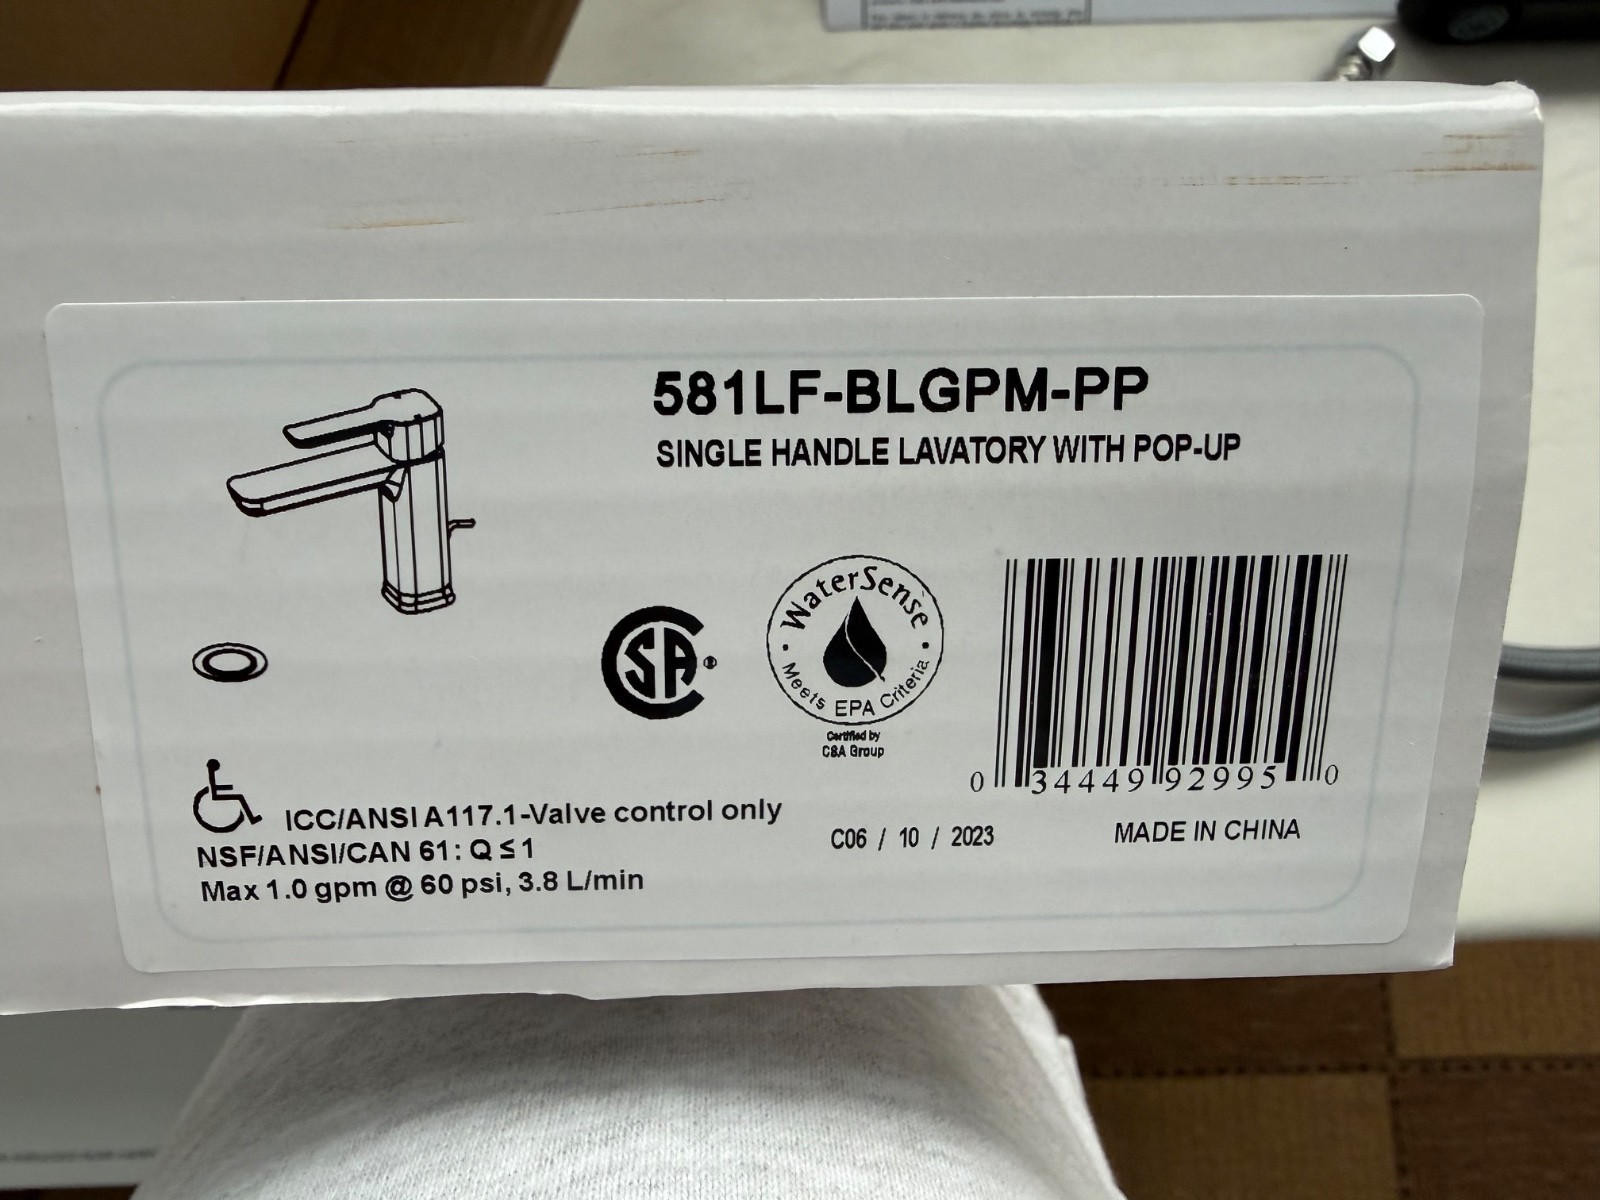 581LF-BLGPM-PP
SINGLE HANDLE LAVATORY WITH POP-UP
CSA®
WaterSense
Meets EPA Criteria
Certified by
C&A Group
0 34449 92995 0
ICC/ANSI A117.1-Valve control only
NSF/ANSI/CAN 61: Q ≤ 1
Max 1.0 gpm @ 60 psi, 3.8 L/min
C06 / 10 / 2023
MADE IN CHINA